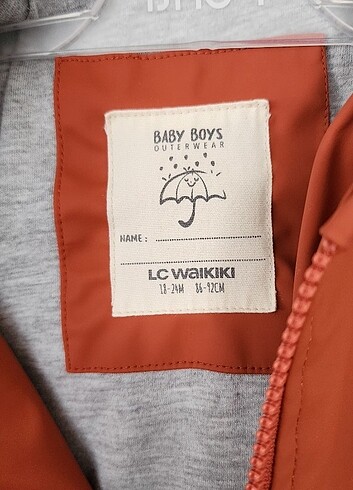 BABY BOYS
OUTERWEAR
NAME :
LC WAIKIKI
18-24M 86-92CM